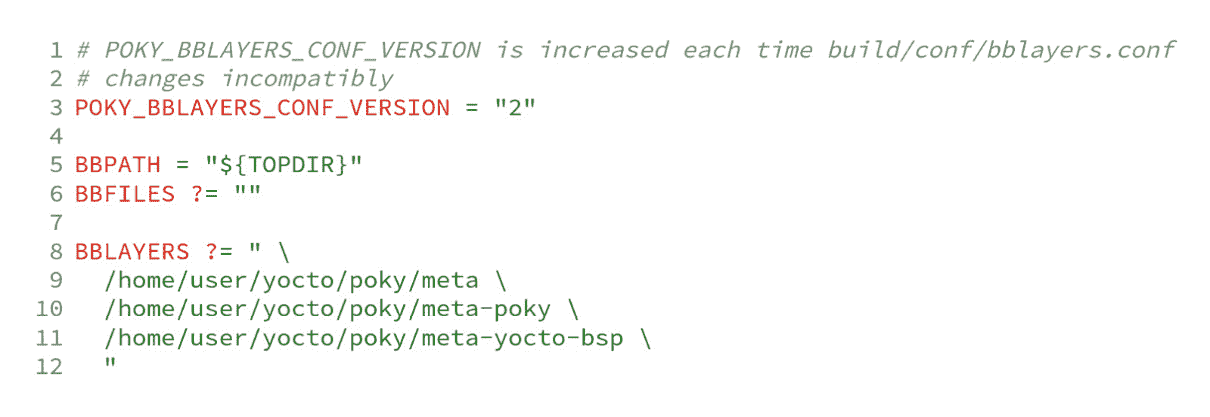 1 # POKY_BBLAYERS_CONF_VERSION is increased each time build/conf/bblayers.conf
2 # changes incompatibly
3 POKY_BBLAYERS_CONF_VERSION = "2"
4
5 BBPATH = "${TOPDIR}"
6 BBFILES ?= ""
7
8 BBLAYERS ?= " \
9   /home/user/yocto/poky/meta \
10   /home/user/yocto/poky/meta-poky \
11   /home/user/yocto/poky/meta-yocto-bsp \
12   "